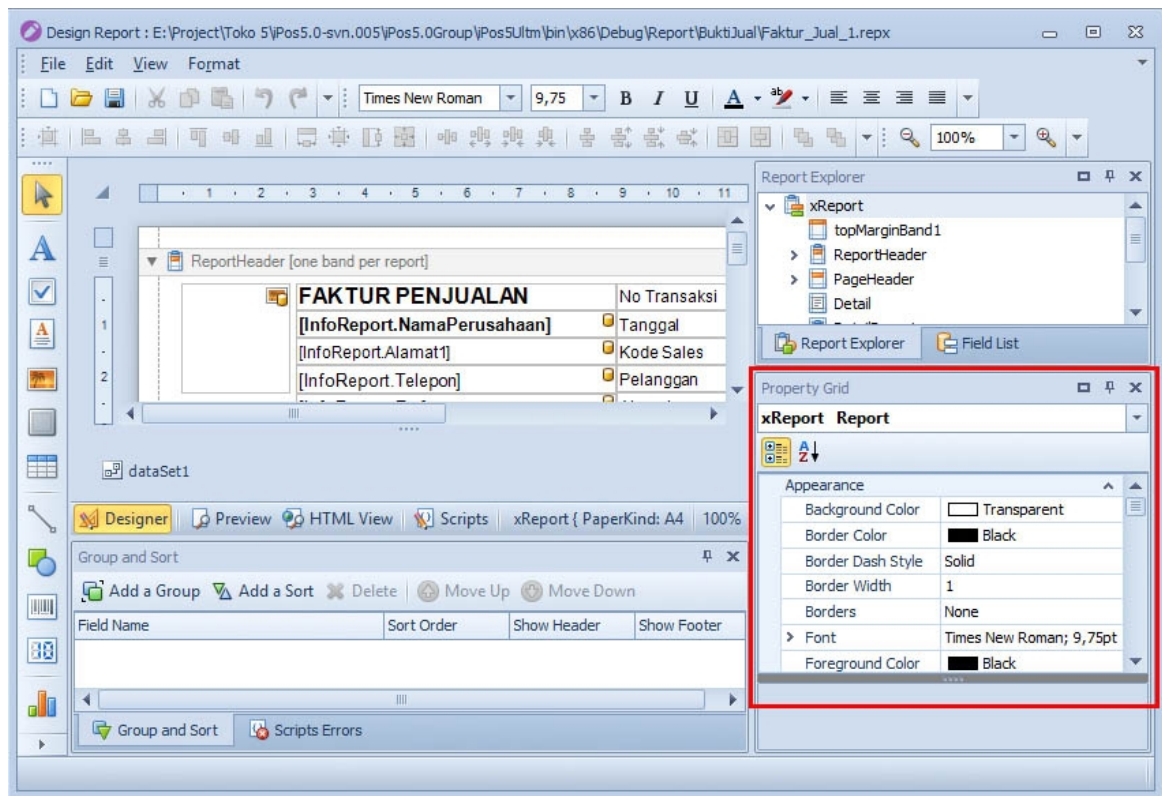 Design Report : E:\Project\Toko 5\iPos5.0-svn.005\iPos5.0Group\iPos5Ultm\bin\x86\Debug\Report\BuktiJual\Faktur_Jual_1.repx
File Edit View Format
Times New Roman 9,75 B I U A ab
100%
1 2 3 4 5 6 7 8 9 10 11
ReportHeader [one band per report]
FAKTUR PENJUALAN No Transaksi
1 [InfoReport.NamaPerusahaan] Tanggal
[InfoReport.Alamat1] Kode Sales
2 [InfoReport.Telepon] Pelanggan
dataSet1
Designer Preview HTML View Scripts xReport { PaperKind: A4 100%
Group and Sort
Add a Group Add a Sort Delete Move Up Move Down
Field Name Sort Order Show Header Show Footer
Group and Sort Scripts Errors
Report Explorer
xReport
topMarginBand1
ReportHeader
PageHeader
Detail
Report Explorer Field List
Property Grid
xReport Report
A Z
Appearance
Background Color Transparent
Border Color Black
Border Dash Style Solid
Border Width 1
Borders None
Font Times New Roman; 9,75pt
Foreground Color Black